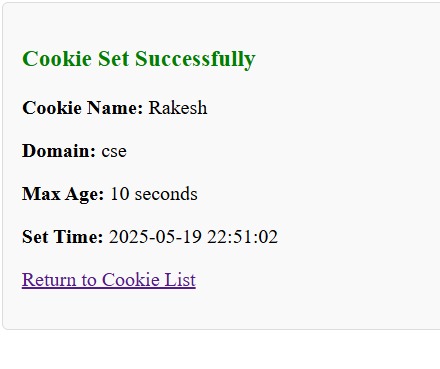 Cookie Set Successfully
Cookie Name: Rakesh
Domain: cse
Max Age: 10 seconds
Set Time: 2025-05-19 22:51:02
Return to Cookie List